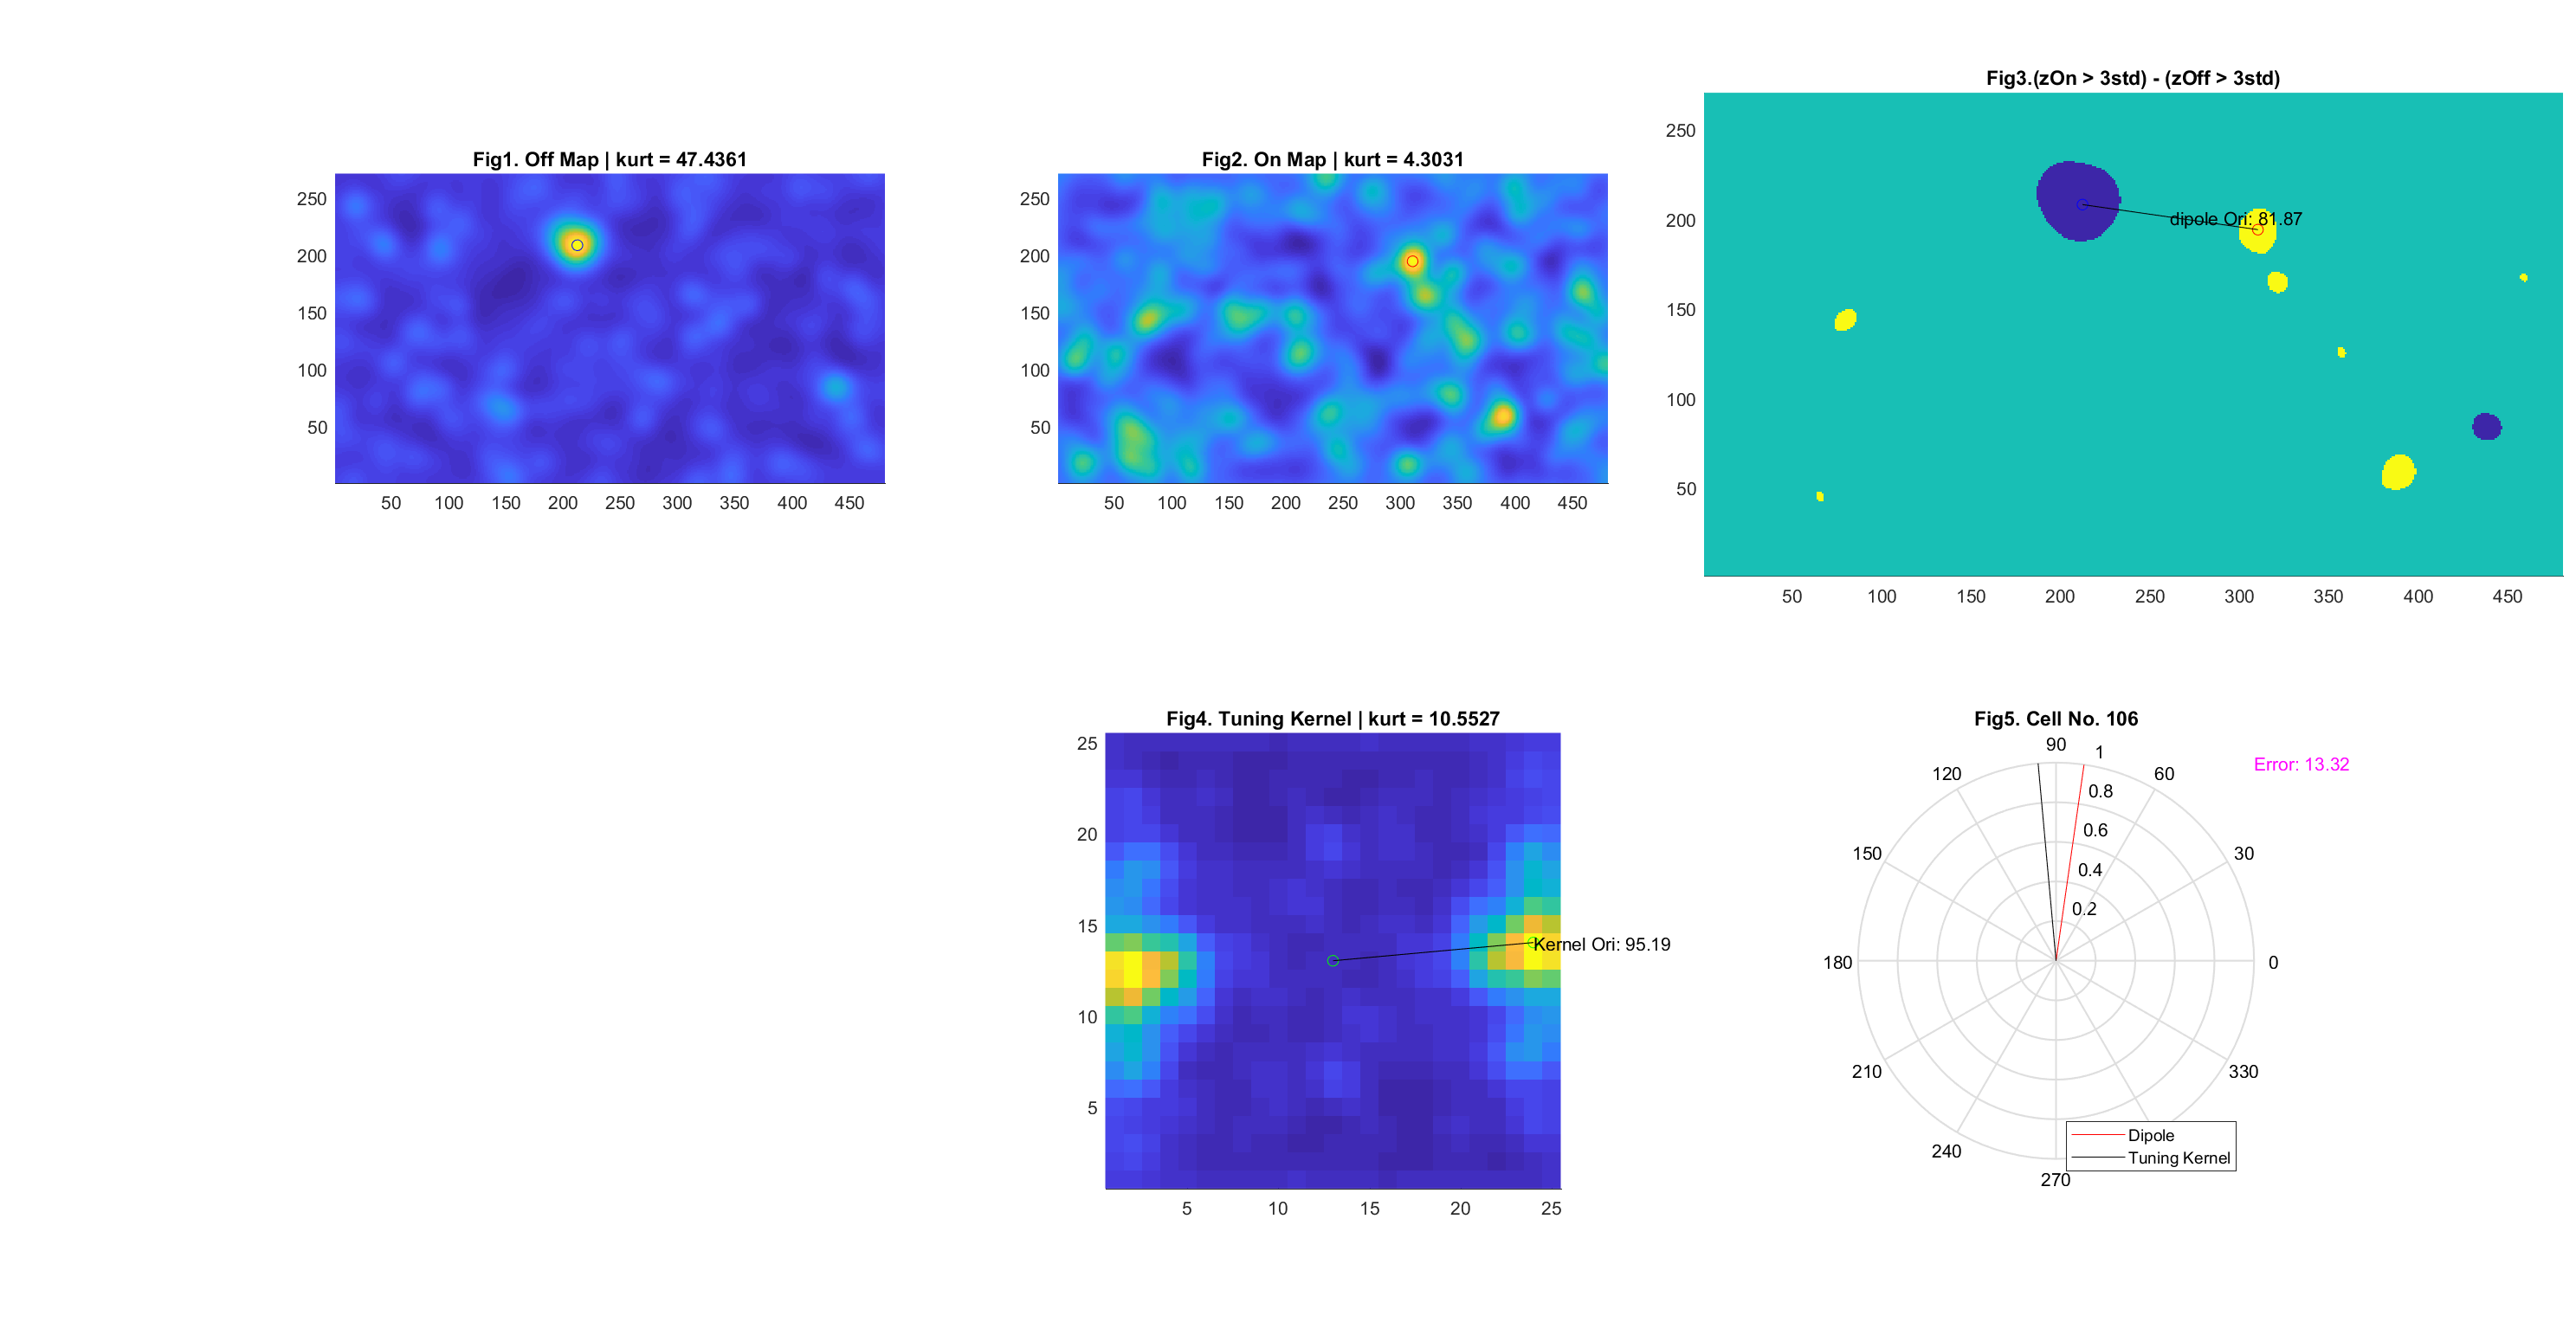 Fig1. Off Map | kurt = 47.4361
250
200
150
100
50
50 100 150 200 250 300 350 400 450
Fig2. On Map | kurt = 4.3031
250
200
150
100
50
50 100 150 200 250 300 350 400 450
Fig3.(zOn > 3std) - (zOff > 3std)
250
200
150
100
50
dipole Ori: 81.87
50 100 150 200 250 300 350 400 450
Fig4. Tuning Kernel | kurt = 10.5527
25
20
15
10
5
Kernel Ori: 95.19
5 10 15 20 25
Fig5. Cell No. 106
Error: 13.32
90
1
120
60
0.8
0.6
150
30
0.4
0.2
180
0
210
330
240
270
Dipole
Tuning Kernel